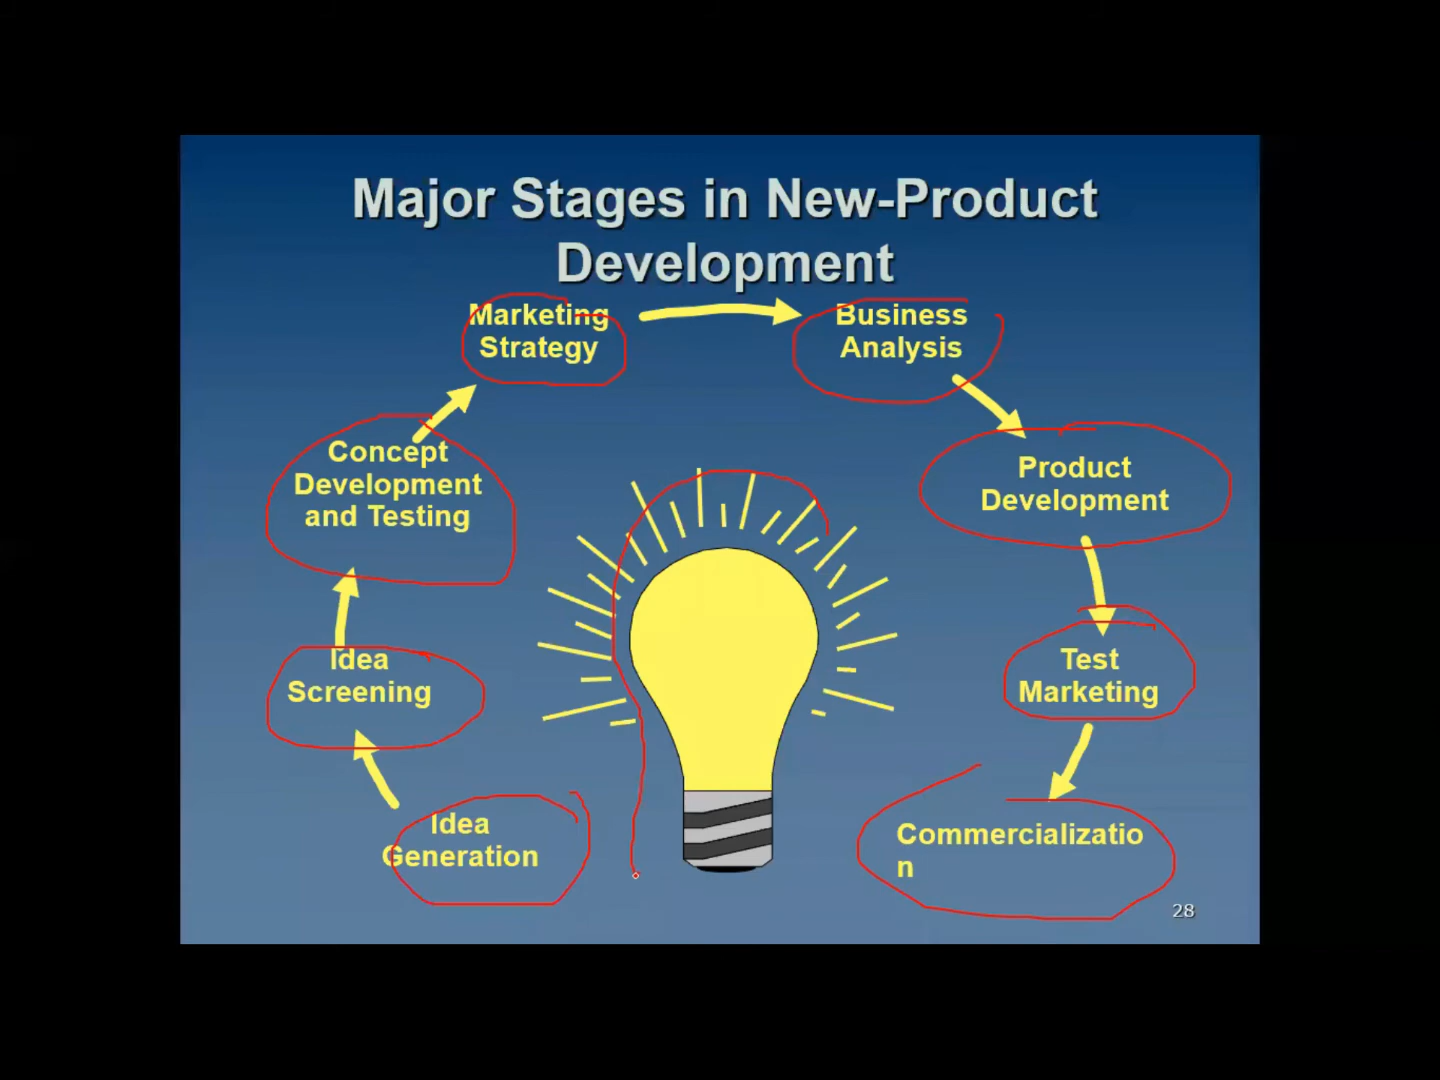 Major Stages in New-Product
Development
Marketing
Strategy
Business
Analysis
Concept
Development
and Testing
Product
Development
Idea
Screening
Test
Marketing
Idea
Generation
Commercializatio
n
28